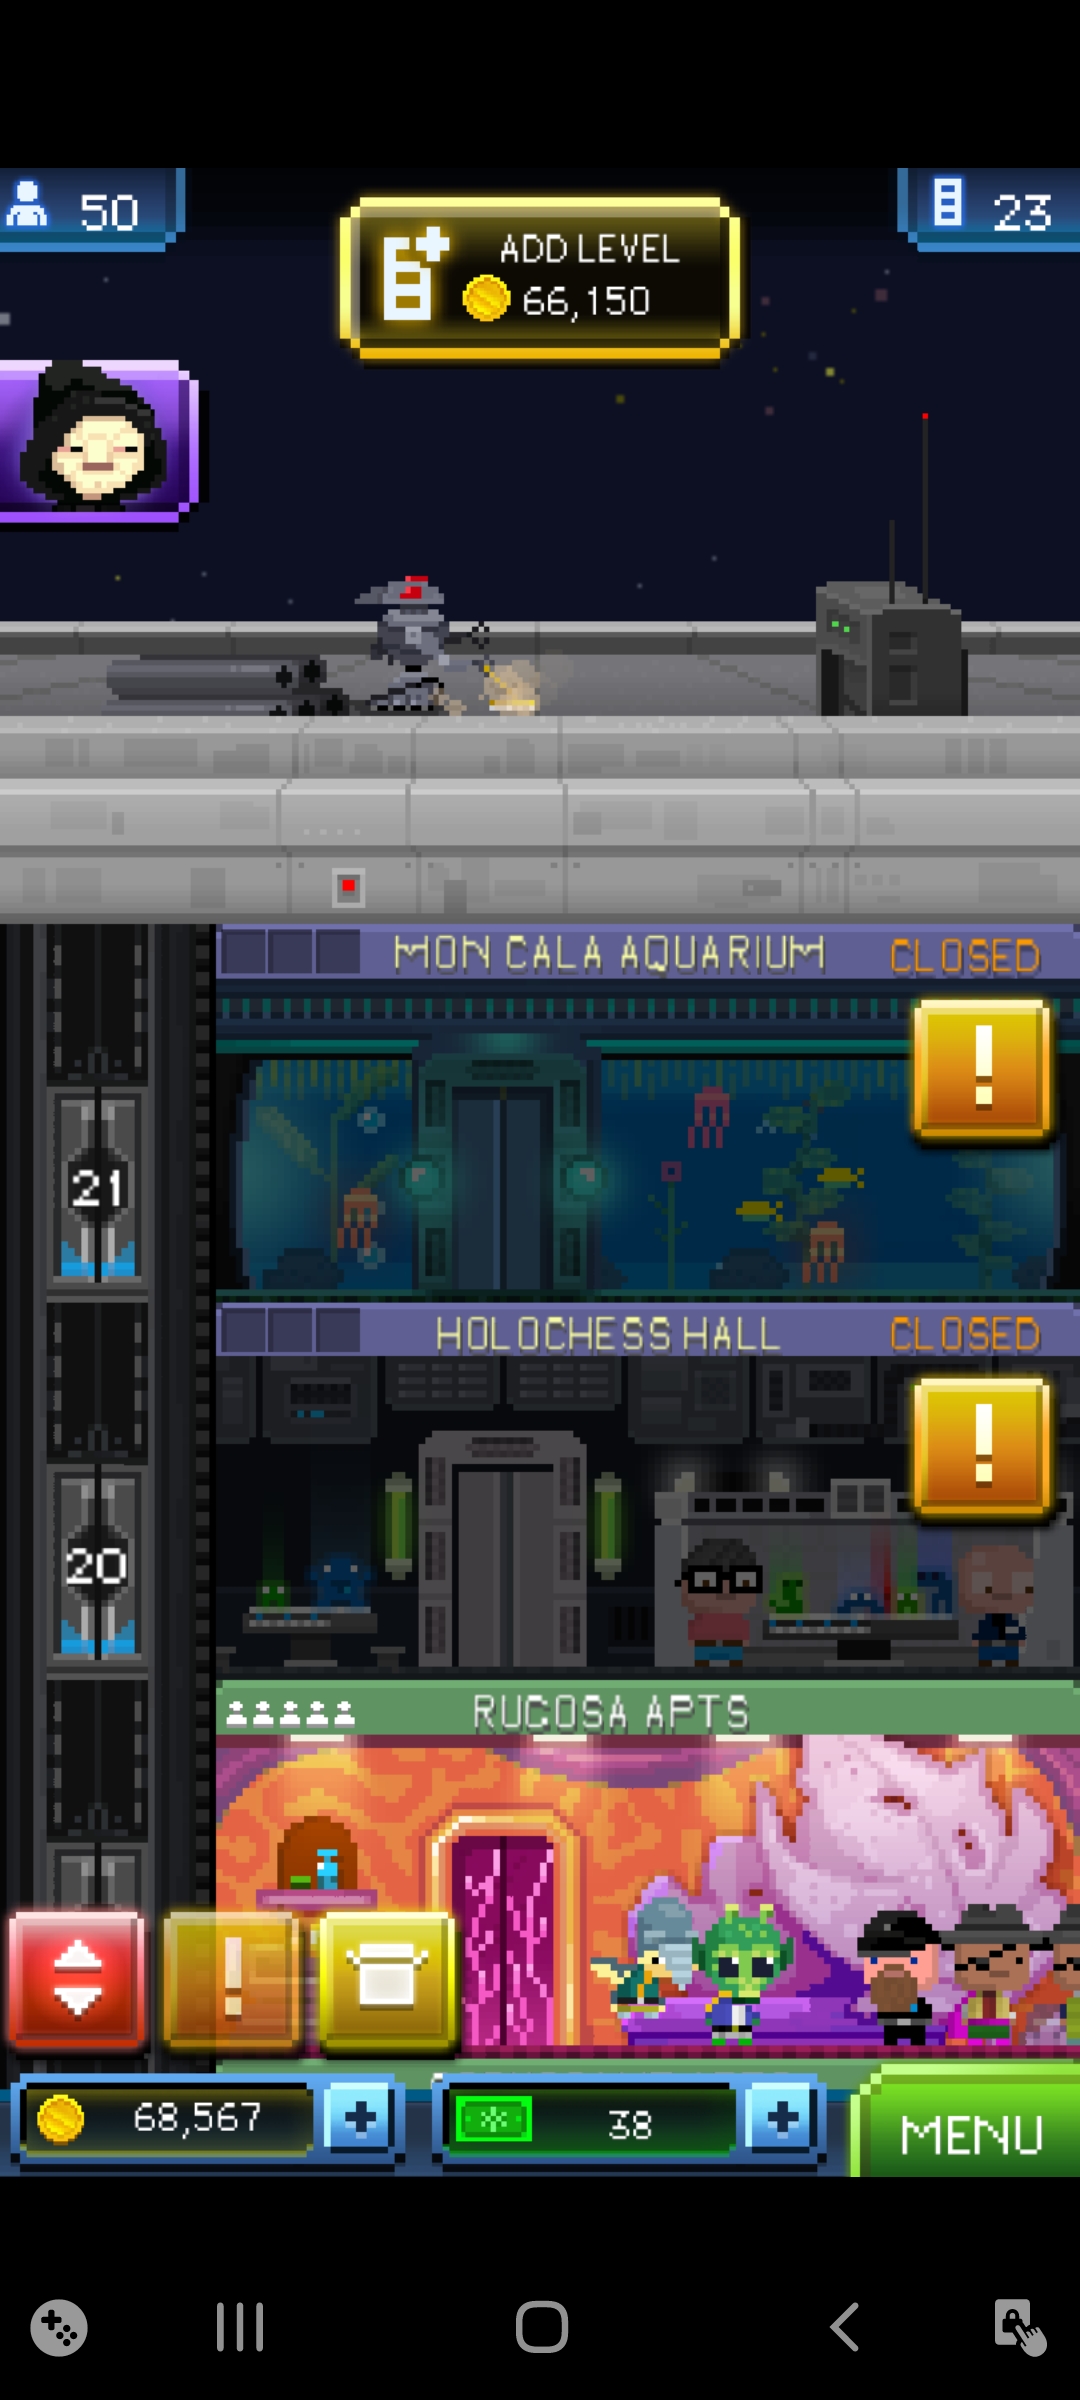 50
ADD LEVEL
66,150
23
MON CALA AQUARIUM CLOSED
21
HOLOCHESS HALL CLOSED
20
RUCOSA APTS
68,567
38
MENU